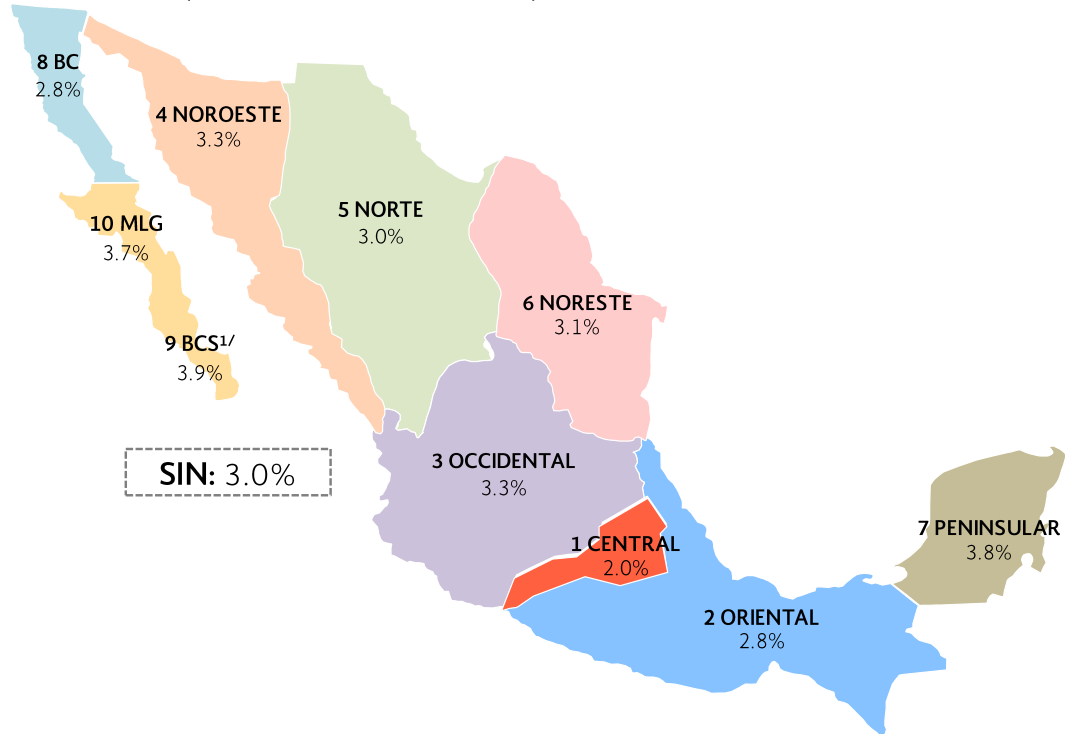 8 BC
2.8%
4 NOROESTE
3.3%
5 NORTE
3.0%
10 MLG
3.7%
6 NORESTE
3.1%
9 BCS1/
3.9%
SIN: 3.0%
3 OCCIDENTAL
3.3%
1 CENTRAL
2.0%
7 PENINSULAR
3.8%
2 ORIENTAL
2.8%